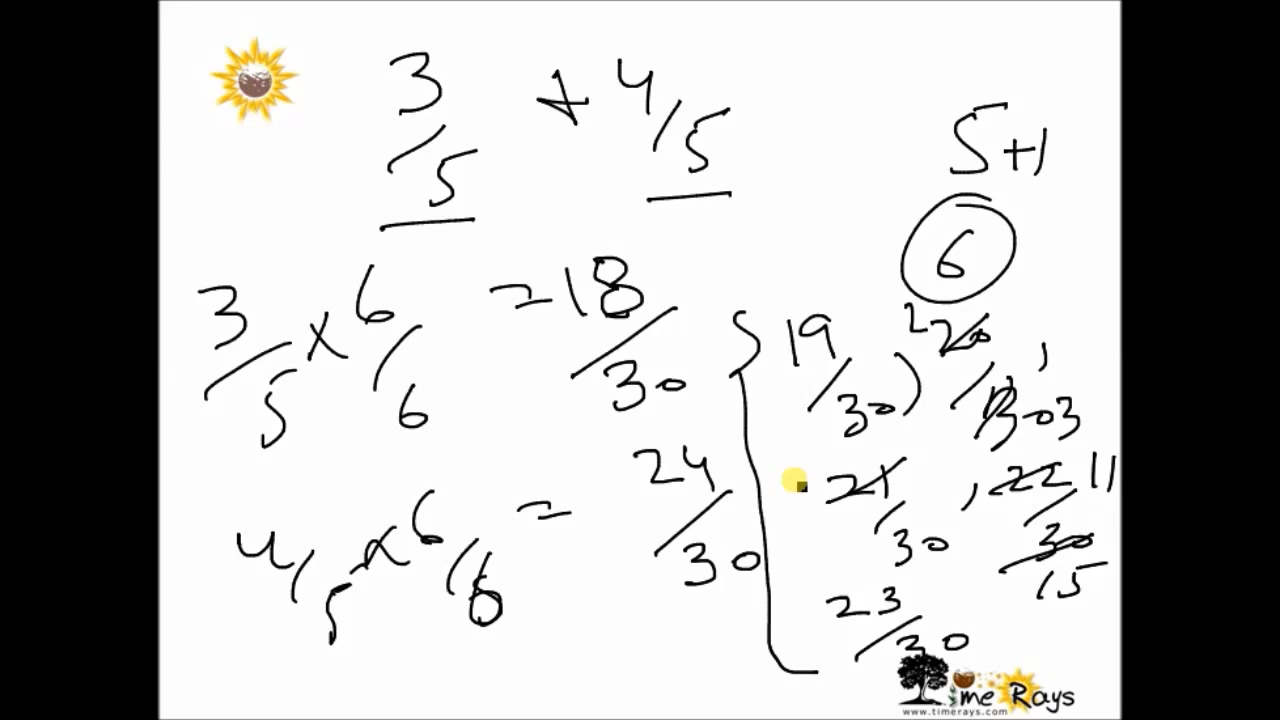 3/5 + 4/5
5+1
6
3/5 x 6/6 = 18/30
19/30, 20/30 2/3,
4/5 x 6/6 = 24/30
21/30, 22/30 11/15
23/30
Time Rays
www.timerays.com